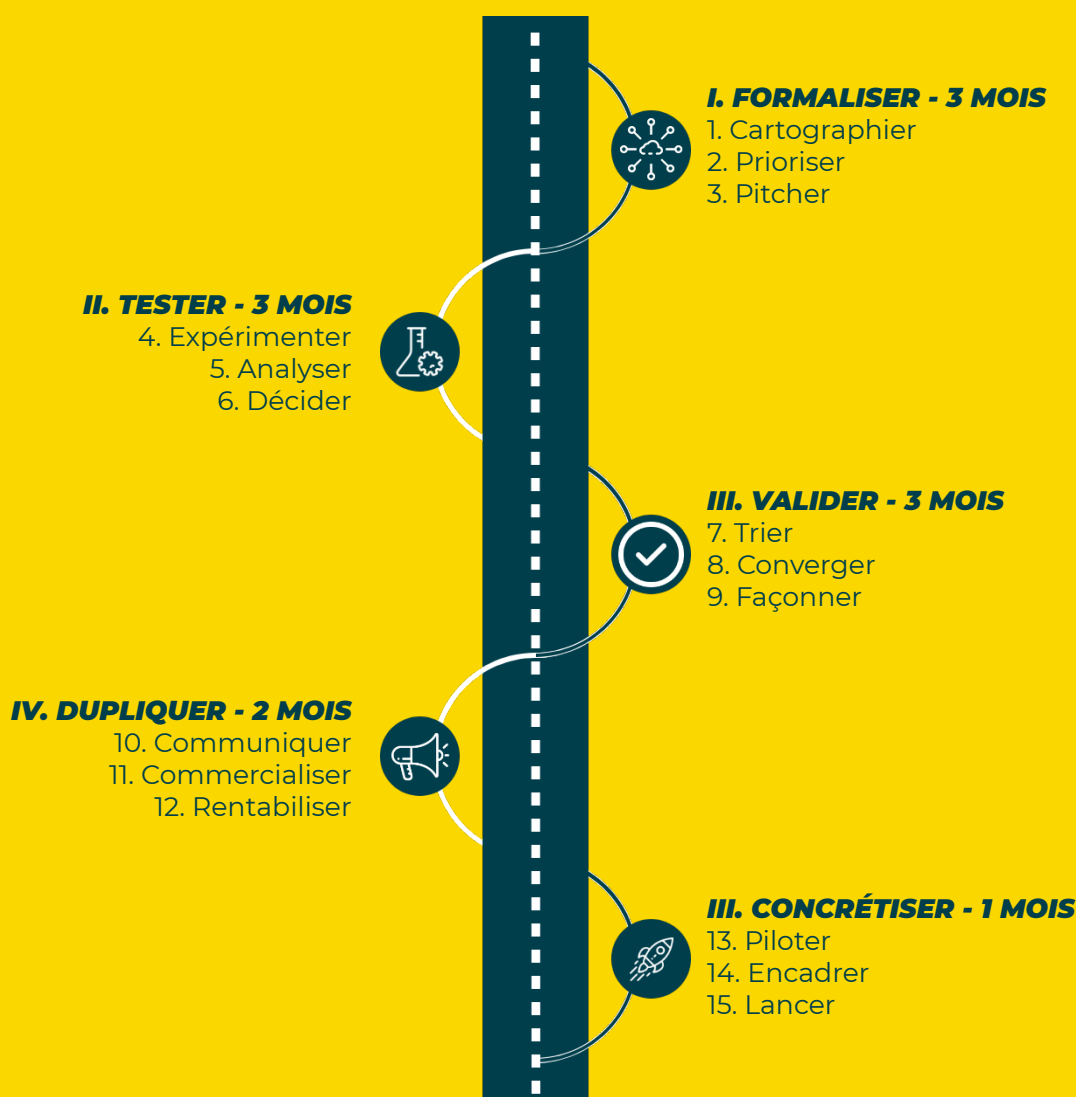 I. FORMALISER - 3 MOIS
1. Cartographier
2. Prioriser
3. Pitcher
II. TESTER - 3 MOIS
4. Expérimenter
5. Analyser
6. Décider
III. VALIDER - 3 MOIS
7. Trier
8. Converger
9. Façonner
IV. DUPLIQUER - 2 MOIS
10. Communiquer
11. Commercialiser
12. Rentabiliser
III. CONCRÉTISER - 1 MOIS
13. Piloter
14. Encadrer
15. Lancer